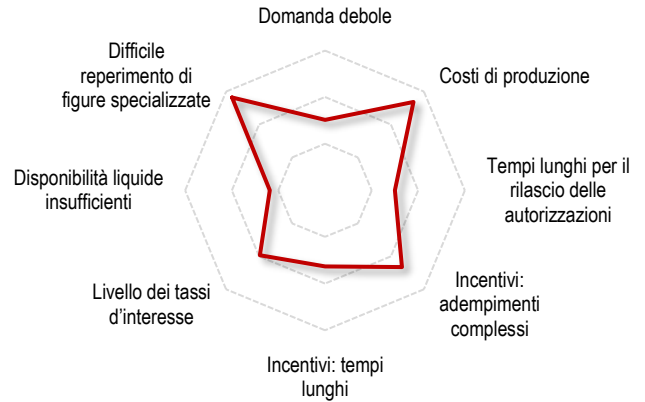 Domanda debole
Costi di produzione
Tempi lunghi per il
rilascio delle
autorizzazioni
Incentivi:
adempimenti
complessi
Incentivi: tempi
lunghi
Livello dei tassi
d'interesse
Disponibilità liquide
insufficienti
Difficile
reperimento di
figure specializzate